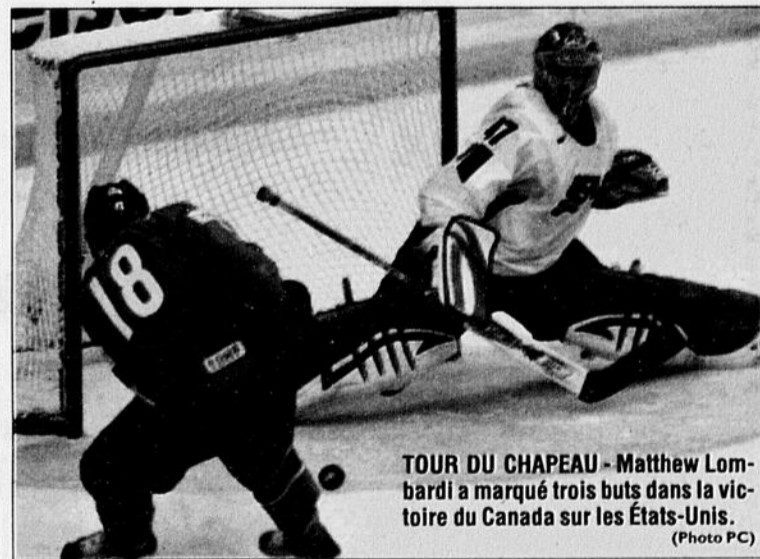 18
TOUR DU CHAPEAU - Matthew Lom-
bardi a marqué trois buts dans la vic-
toire du Canada sur les États-Unis.
(Photo PC)